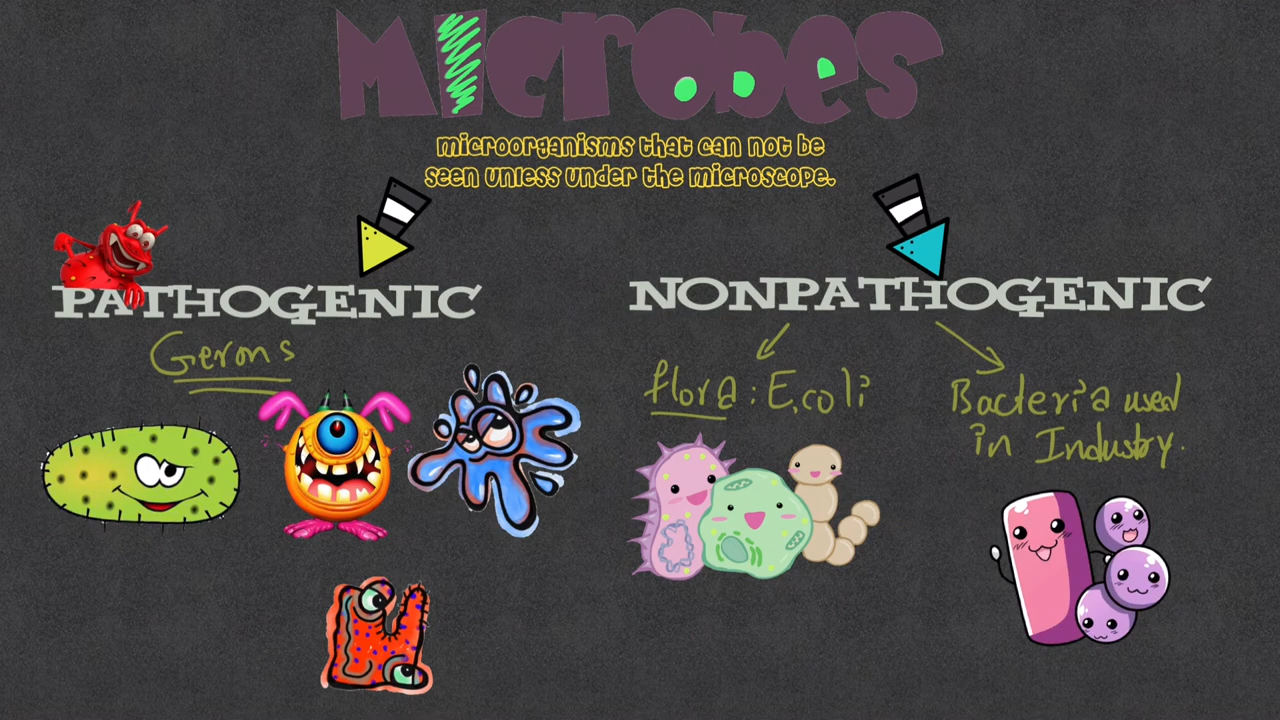 Microbes
microorganisms that can not be
seen unless under the microscope.
PATHOGENIC
NONPATHOGENIC
Germs
flora: E.coli
Bacteria used
in Industry.